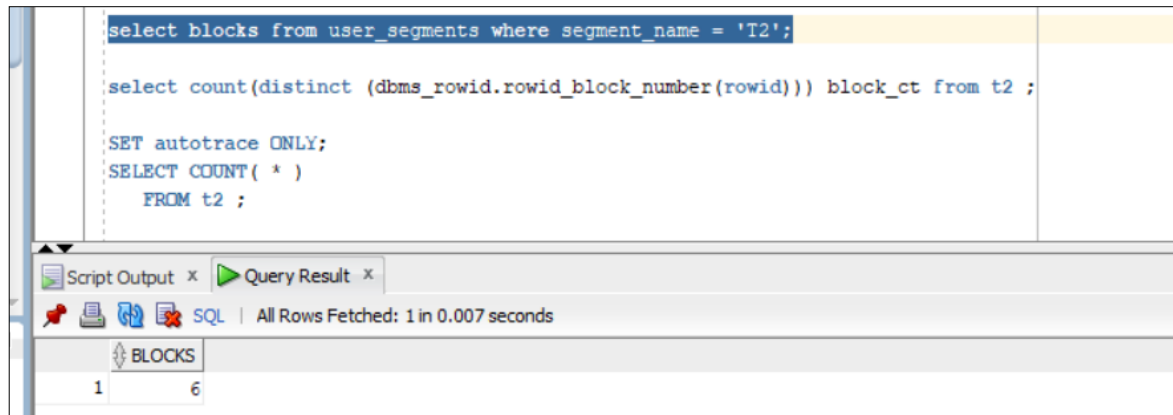 select blocks from user_segments where segment_name = 'T2';
select count(distinct (dbms_rowid.rowid_block_number(rowid))) block_ct from t2 ;
SET autotrace ONLY;
SELECT COUNT( * )
FROM t2 ;
Script Output x Query Result x
SQL | All Rows Fetched: 1 in 0.007 seconds
BLOCKS
1 6